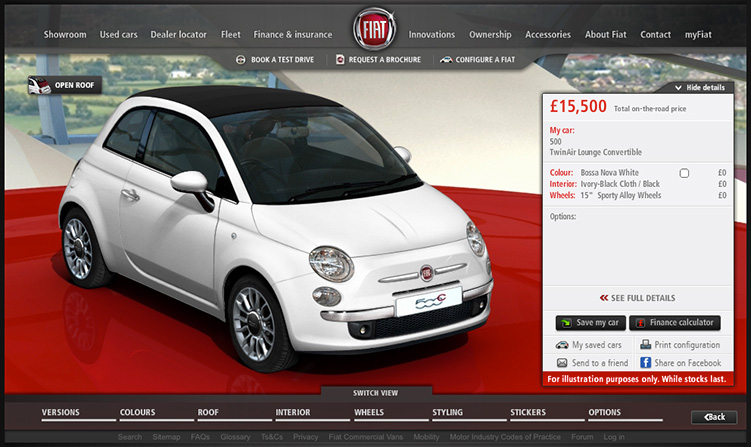 Showroom Used cars Dealer locator Fleet Finance & insurance FIAT Innovations Ownership Accessories About Fiat Contact myFiat
BOOK A TEST DRIVE REQUEST A BROCHURE CONFIGURE A FIAT
OPEN ROOF
Hide details
£15,500 Total on-the-road price
My car:
500
TwinAir Lounge Convertible
Colour: Bossa Nova White £0
Interior: Ivory-Black Cloth / Black £0
Wheels: 15" Sporty Alloy Wheels £0
Options:
SEE FULL DETAILS
Save my car Finance calculator
My saved cars Print configuration
Send to a friend Share on Facebook
For illustration purposes only. While stocks last.
FIAT
500C
SWITCH VIEW
VERSIONS COLOURS ROOF INTERIOR WHEELS STYLING STICKERS OPTIONS Back
Search Sitemap FAQs Glossary Ts&Cs Privacy Fiat Commercial Vans Mobility Motor Industry Codes of Practice Forum Log in